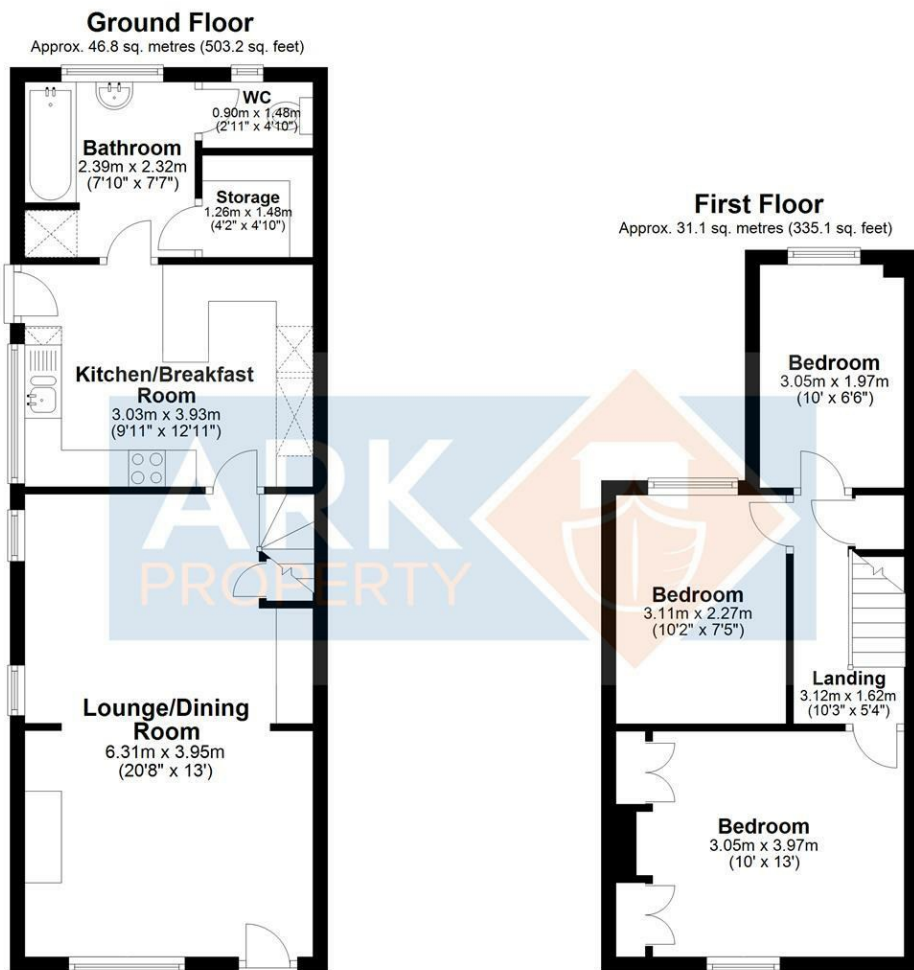 Ground Floor
Approx. 46.8 sq. metres (503.2 sq. feet)
WC
0.90m x 1.48m
(2'11" x 4'10")
Bathroom
2.39m x 2.32m
(7'10" x 7'7")
Storage
1.26m x 1.48m
(4'2" x 4'10")
Kitchen/Breakfast
Room
3.03m x 3.93m
(9'11" x 12'11")
Lounge/Dining
Room
6.31m x 3.95m
(20'8" x 13')
First Floor
Approx. 31.1 sq. metres (335.1 sq. feet)
Bedroom
3.05m x 1.97m
(10' x 6'6")
Bedroom
3.11m x 2.27m
(10'2" x 7'5")
Landing
3.12m x 1.62m
(10'3" x 5'4")
Bedroom
3.05m x 3.97m
(10' x 13')
ARK
PROPERTY